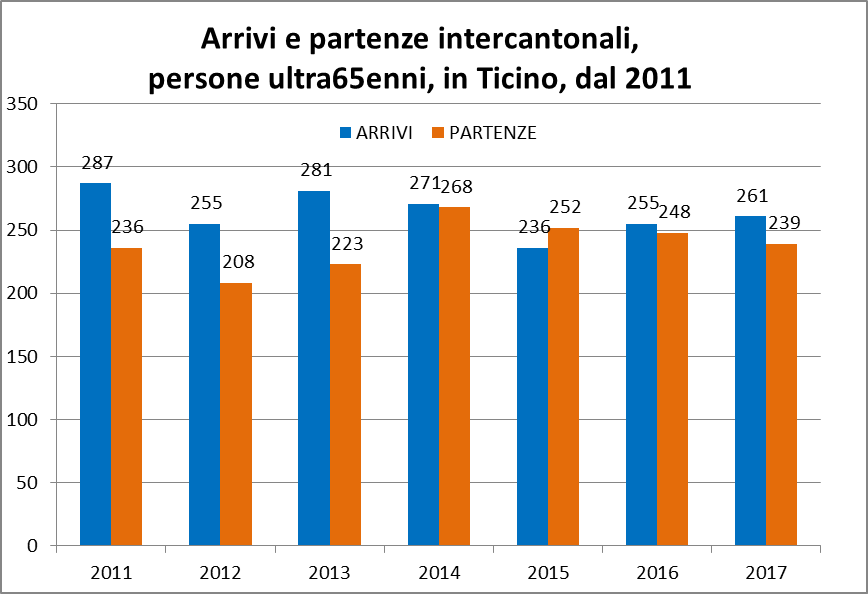 Arrivi e partenze intercantonali,
persone ultra65enni, in Ticino, dal 2011
350
ARRIVI PARTENZE
300
250
200
150
100
50
0
287 236 255 208 281 223 271 268 236 252 255 248 261 239
2011 2012 2013 2014 2015 2016 2017